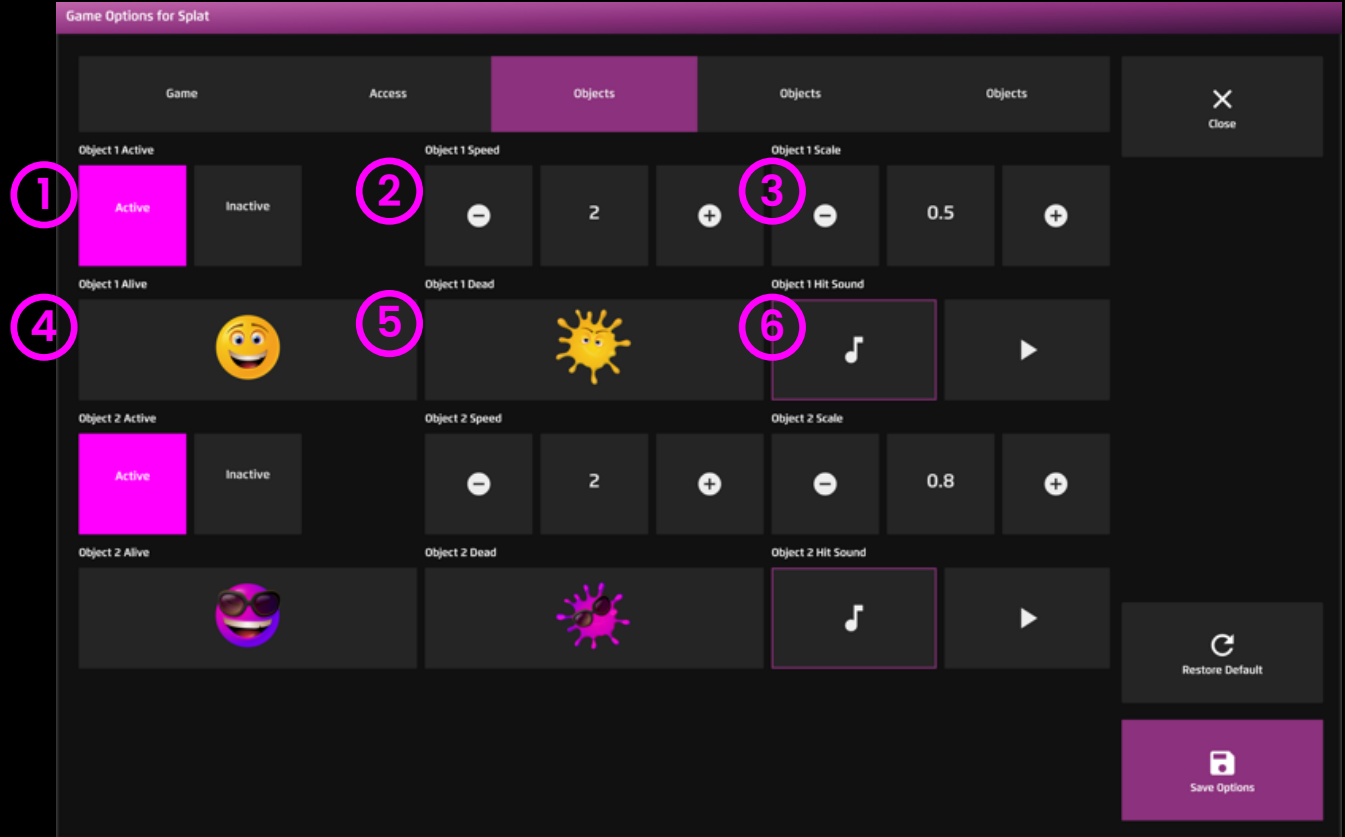 Game Options for Splat
Game Access Objects Objects Objects
Close
Object 1 Active Object 1 Speed Object 1 Scale
1 Active Inactive 2 2 3 0.5
Object 1 Alive Object 1 Dead Object 1 Hit Sound
4 5 6
Object 2 Active Object 2 Speed Object 2 Scale
Active Inactive 2 0.8
Object 2 Alive Object 2 Dead Object 2 Hit Sound
Restore Default
Save Options